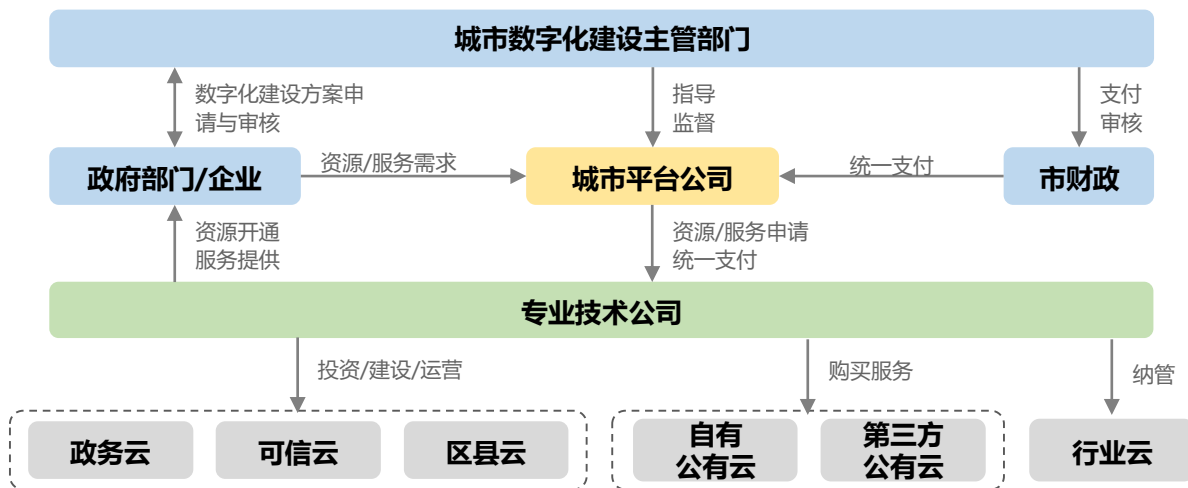 城市数字化建设主管部门
数字化建设方案申
请与审核
指导
监督
支付
审核
政府部门/企业
资源/服务需求
城市平台公司
统一支付
市财政
资源开通
服务提供
资源/服务申请
统一支付
专业技术公司
投资/建设/运营
购买服务
纳管
政务云
可信云
区县云
自有
公有云
第三方
公有云
行业云